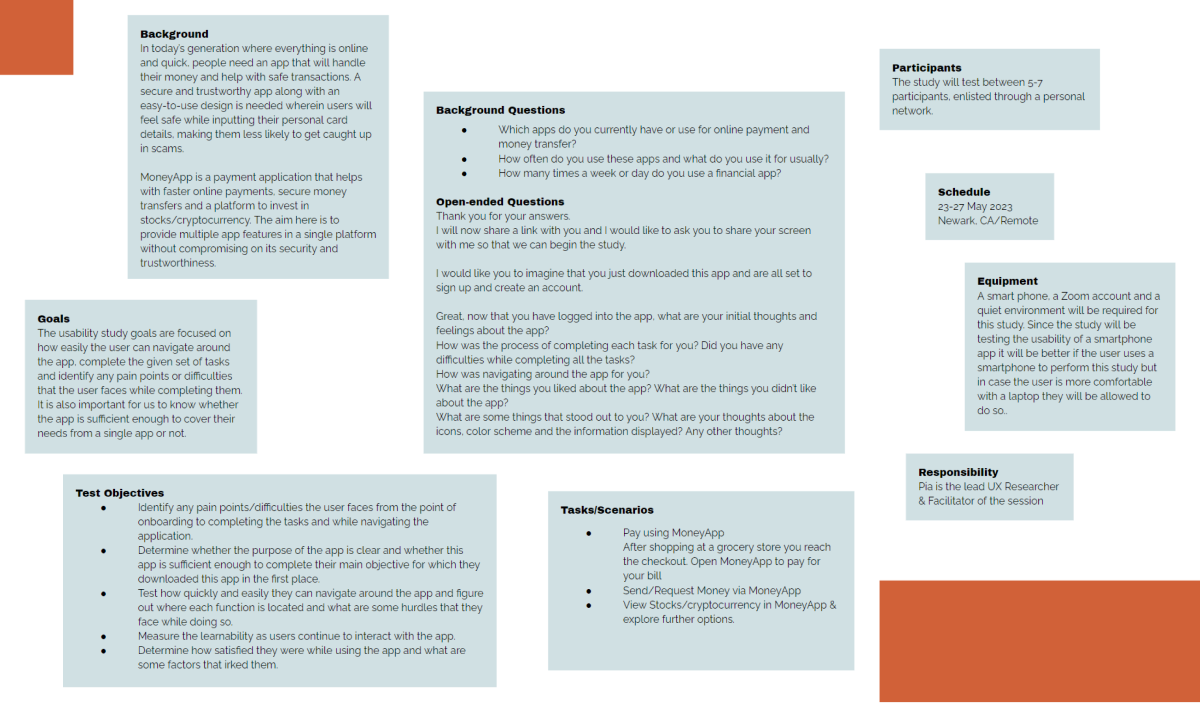 Background
In today's generation where everything is online
and quick, people need an app that will handle
their money and help with safe transactions. A
secure and trustworthy app along with an
easy-to-use design is needed wherein users will
feel safe while inputting their personal card
details, making them less likely to get caught up
in scams.
MoneyApp is a payment application that helps
with faster online payments, secure money
transfers and a platform to invest in
stocks/cryptocurrency. The aim here is to
provide multiple app features in a single platform
without compromising on its security and
trustworthiness.
Goals
The usability study goals are focused on
how easily the user can navigate around
the app, complete the given set of tasks
and identify any pain points or difficulties
that the user faces while completing them.
It is also important for us to know whether
the app is sufficient enough to cover their
needs from a single app or not.
Background Questions
● Which apps do you currently have or use for online payment and
money transfer?
● How often do you use these apps and what do you use it for usually?
● How many times a week or day do you use a financial app?
Open-ended Questions
Thank you for your answers.
I will now share a link with you and I would like to ask you to share your screen
with me so that we can begin the study.
I would like you to imagine that you just downloaded this app and are all set to
sign up and create an account.
Great, now that you have logged into the app, what are your initial thoughts and
feelings about the app?
How was the process of completing each task for you? Did you have any
difficulties while completing all the tasks?
How was navigating around the app for you?
What are the things you liked about the app? What are the things you didn't like
about the app?
What are some things that stood out to you? What are your thoughts about the
icons, color scheme and the information displayed? Any other thoughts?
Participants
The study will test between 5-7
participants, enlisted through a personal
network.
Schedule
23-27 May 2023
Newark, CA/Remote
Equipment
A smart phone, a Zoom account and a
quiet environment will be required for
this study. Since the study will be
testing the usability of a smartphone
app it will be better if the user uses a
smartphone to perform this study but
in case the user is more comfortable
with a laptop they will be allowed to
do so..
Responsibility
Pia is the lead UX Researcher
& Facilitator of the session
Test Objectives
● Identify any pain points/difficulties the user faces from the point of
onboarding to completing the tasks and while navigating the
application.
● Determine whether the purpose of the app is clear and whether this
app is sufficient enough to complete their main objective for which they
downloaded this app in the first place.
● Test how quickly and easily they can navigate around the app and figure
out where each function is located and what are some hurdles that they
face while doing so.
● Measure the learnability as users continue to interact with the app.
● Determine how satisfied they were while using the app and what are
some factors that irked them.
Tasks/Scenarios
● Pay using MoneyApp
After shopping at a grocery store you reach
the checkout. Open MoneyApp to pay for
your bill
● Send/Request Money via MoneyApp
● View Stocks/cryptocurrency in MoneyApp &
explore further options.